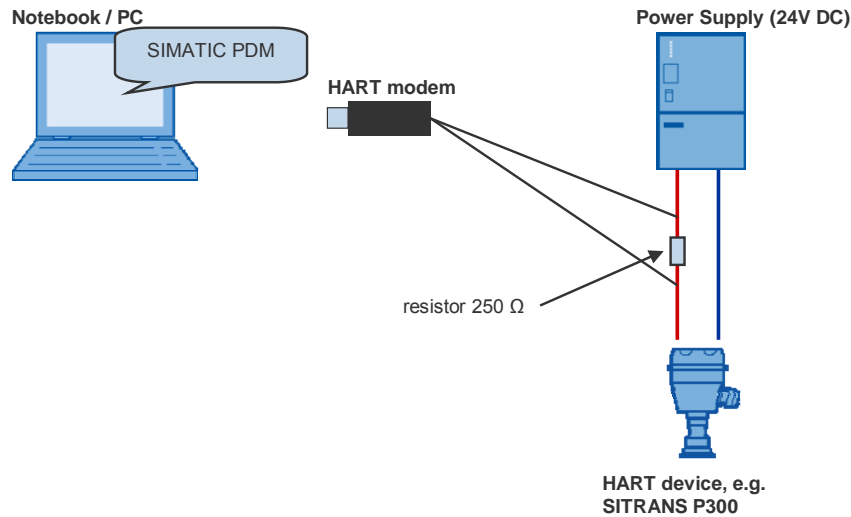 Notebook / PC
Power Supply (24V DC)
SIMATIC PDM
HART modem
resistor 250 Ω
HART device, e.g.
SITRANS P300